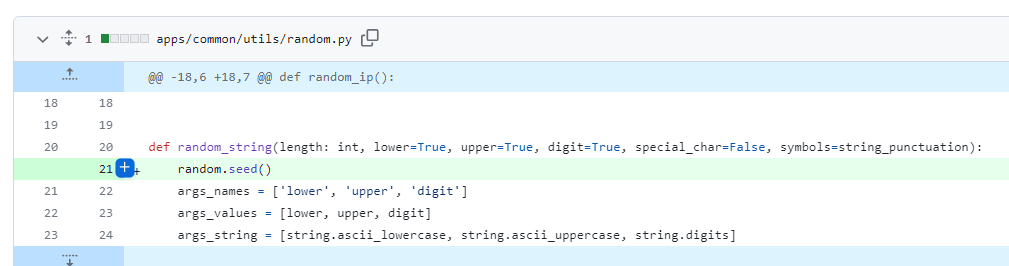 1 apps/common/utils/random.py
@@ -18,6 +18,7 @@ def random_ip():
18 18
19 19
20 20 def random_string(length: int, lower=True, upper=True, digit=True, special_char=False, symbols=string_punctuation):
21 + random.seed()
21 22 args_names = ['lower', 'upper', 'digit']
22 23 args_values = [lower, upper, digit]
23 24 args_string = [string.ascii_lowercase, string.ascii_uppercase, string.digits]